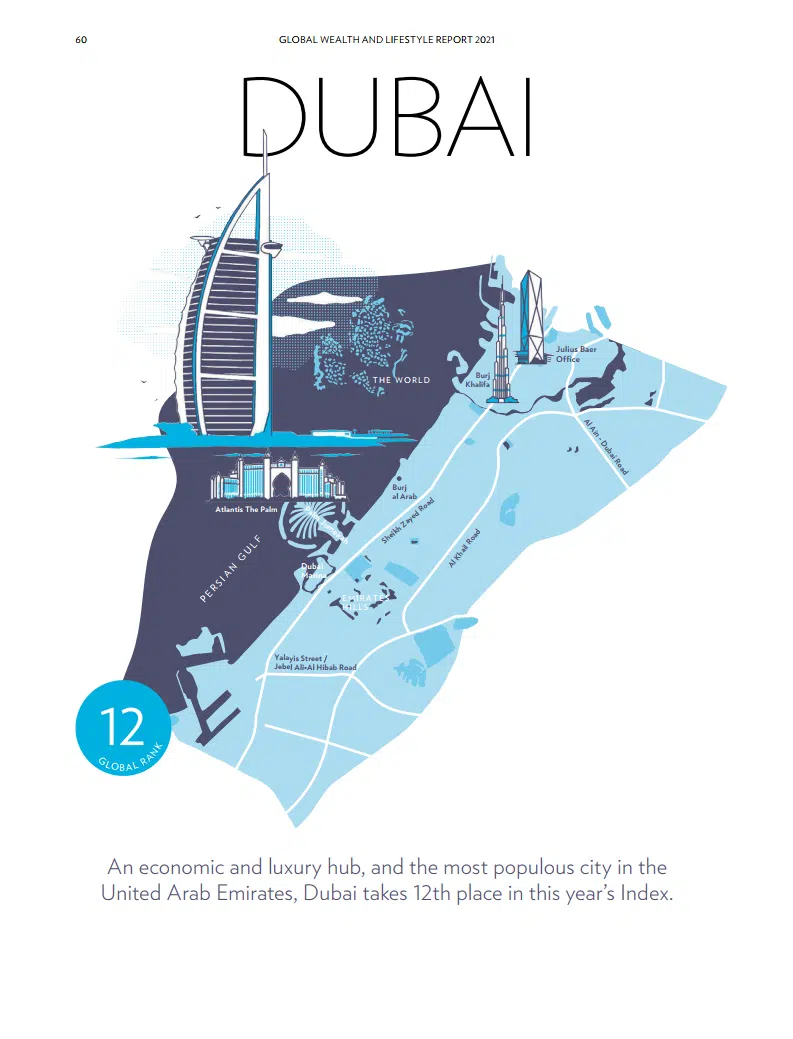 60
GLOBAL WEALTH AND LIFESTYLE REPORT 2021
DUBAI
THE WORLD
Julius Baer
Office
Burj
Khalifa
Al Ain - Dubai Road
Burj
al Arab
Sheikh Zayed Road
Al Khail Road
Atlantis The Palm
PERSIAN GULF
Dubai
Marina
EMIRATES
HILLS
Yalayis Street /
Jebel Ali-Al Hibab Road
12
GLOBAL RANK
An economic and luxury hub, and the most populous city in the
United Arab Emirates, Dubai takes 12th place in this year's Index.